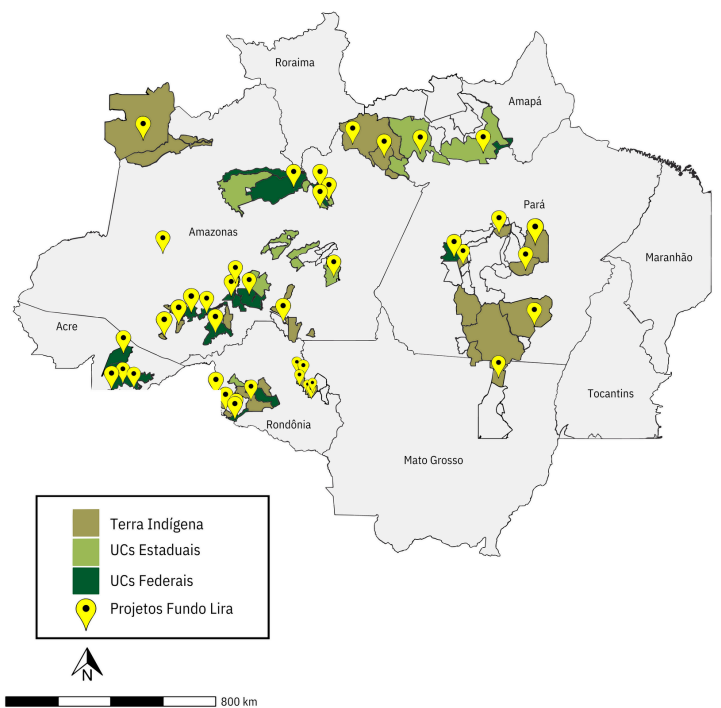 Roraima
Amapá
Pará
Amazonas
Maranhão
Acre
Tocantins
Rondônia
Mato Grosso
Terra Indígena
UCs Estaduais
UCs Federais
Projetos Fundo Lira
N
800 km